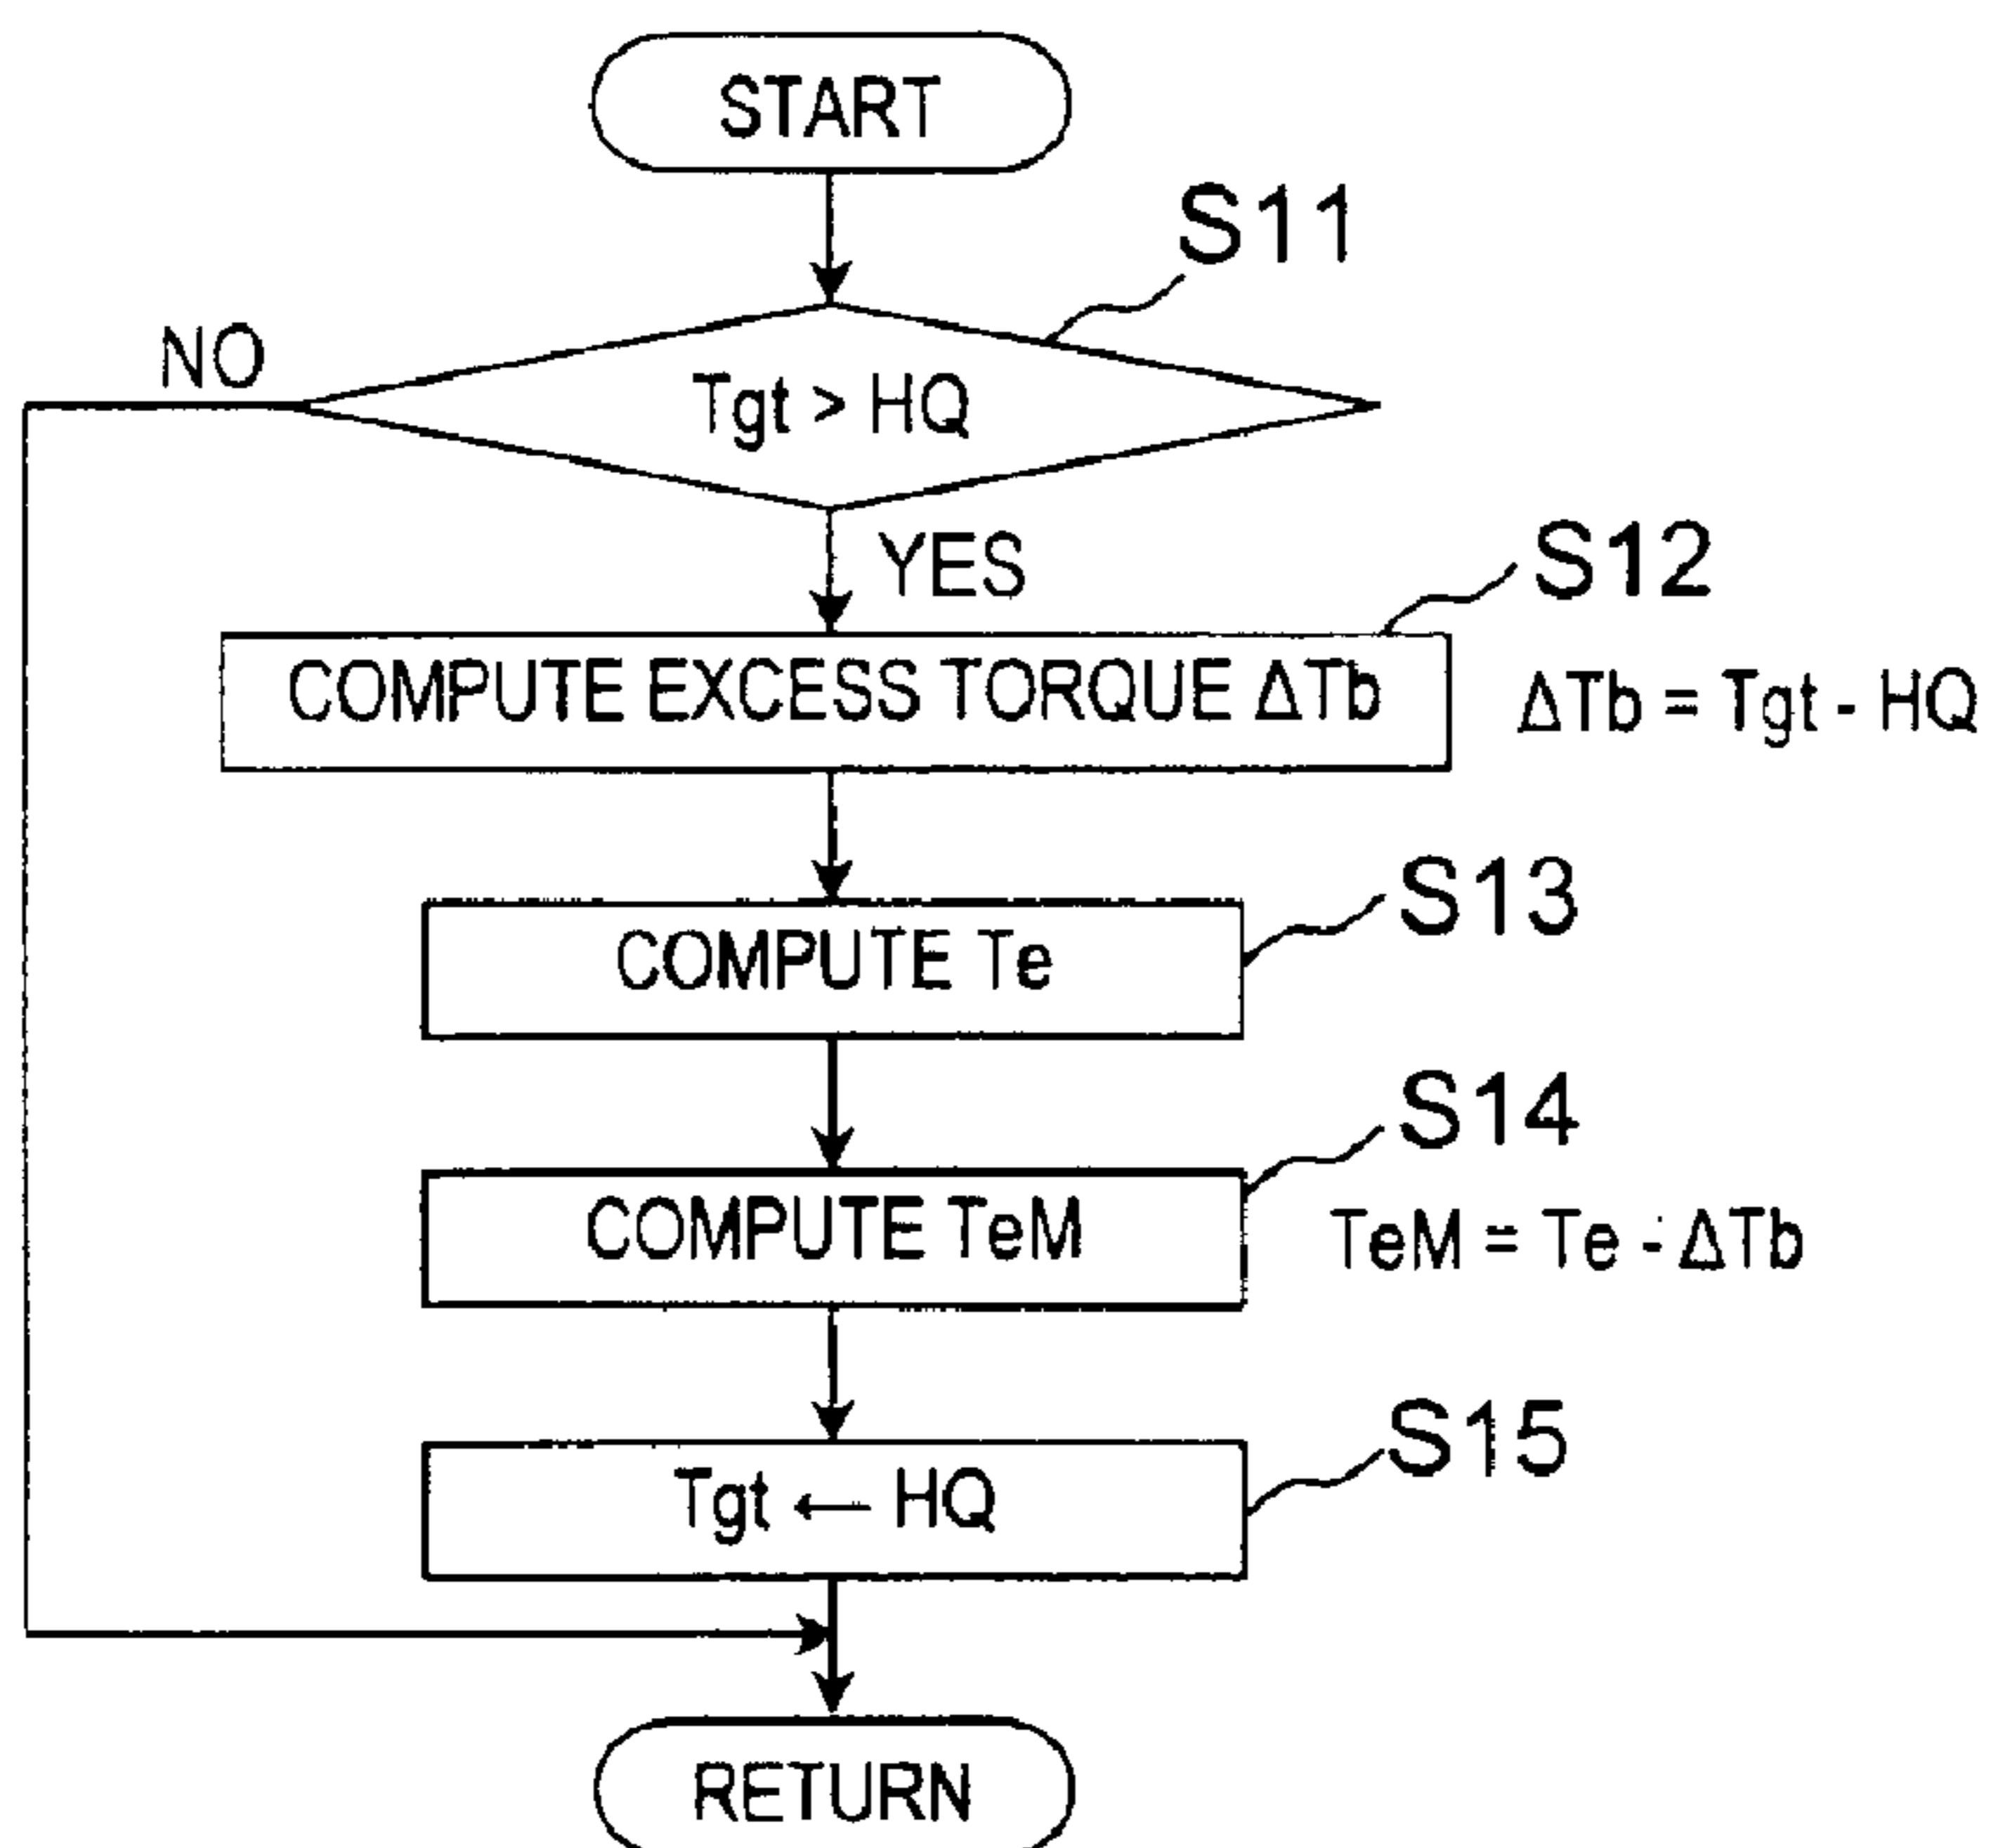 START
S11
NO
Tgt > HQ
YES
S12
COMPUTE EXCESS TORQUE ΔTb
ΔTb = Tgt - HQ
S13
COMPUTE Te
S14
COMPUTE TeM
TeM = Te - ΔTb
S15
Tgt ← HQ
RETURN